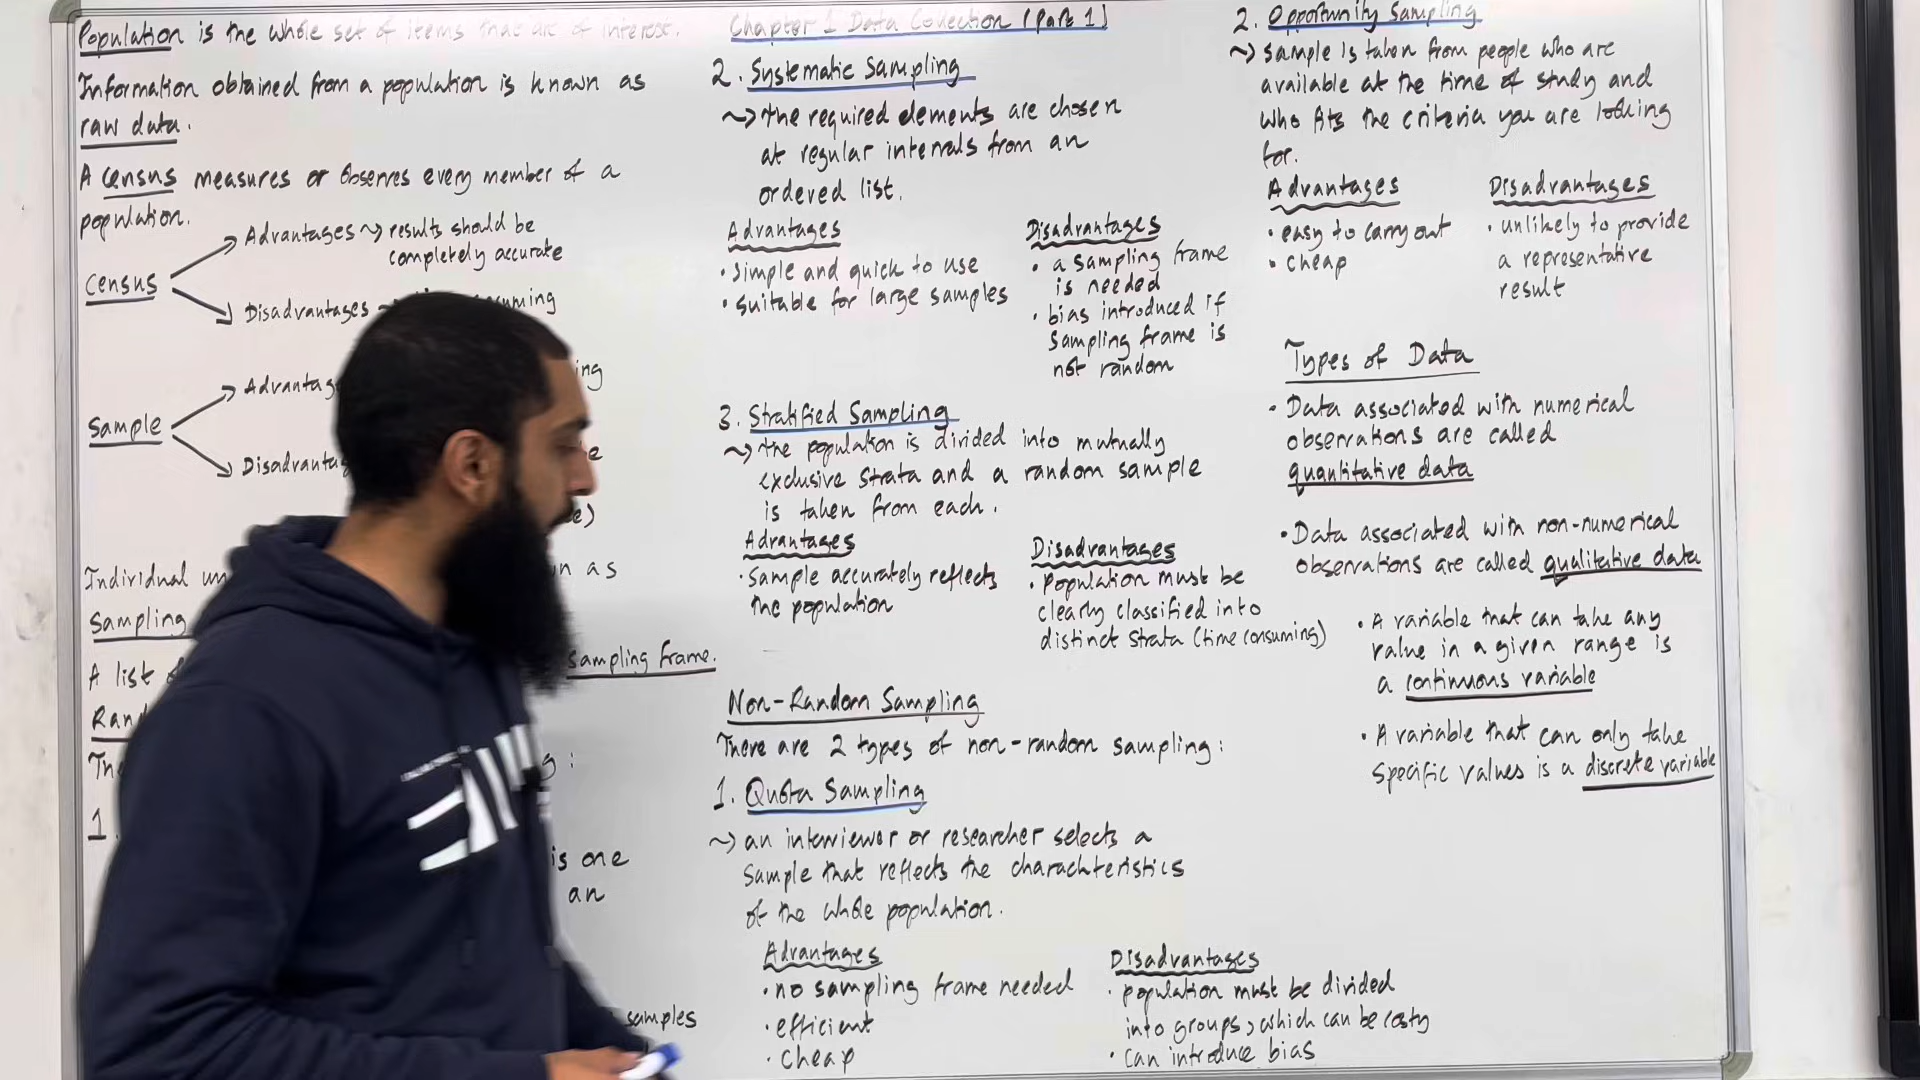 Population is the whole set of items that are of interest.
Information obtained from a population is known as
raw data.
A census measures or observes every member of a
population.
Census
Advantages ~> results should be
completely accurate
Disadvantages
Sample
Individual
as
Sampling
A list
sampling frame.
1.
is one
an
samples
Chapter 1 Data Collection (Part 1)
2. Systematic Sampling
~> the required elements are chosen
at regular intervals from an
ordered list.
Advantages
• simple and quick to use
• suitable for large samples
Disadvantages
• a sampling frame
is needed
• bias introduced if
sampling frame is
not random
3. Stratified Sampling
~> the population is divided into mutually
exclusive strata and a random sample
is taken from each.
Advantages
• sample accurately reflects
the population
Disadvantages
• population must be
clearly classified into
distinct strata (time consuming)
Non-Random Sampling
There are 2 types of non-random sampling:
1. Quota Sampling
~> an interviewer or researcher selects a
sample that reflects the charachteristics
of the whole population.
Advantages
• no sampling frame needed
• efficient
• cheap
Disadvantages
• population must be divided
into groups, which can be costy
• can introduce bias
2. Opportunity Sampling
~> sample is taken from people who are
available at the time of study and
who fits the criteria you are looking
for.
Advantages
• easy to carry out
• cheap
Disadvantages
• unlikely to provide
a representative
result
Types of Data
• Data associated with numerical
observations are called
quantitative data
• Data associated with non-numerical
observations are called qualitative data
• A variable that can take any
value in a given range is
a continuous variable
• A variable that can only take
specific values is a discrete variable